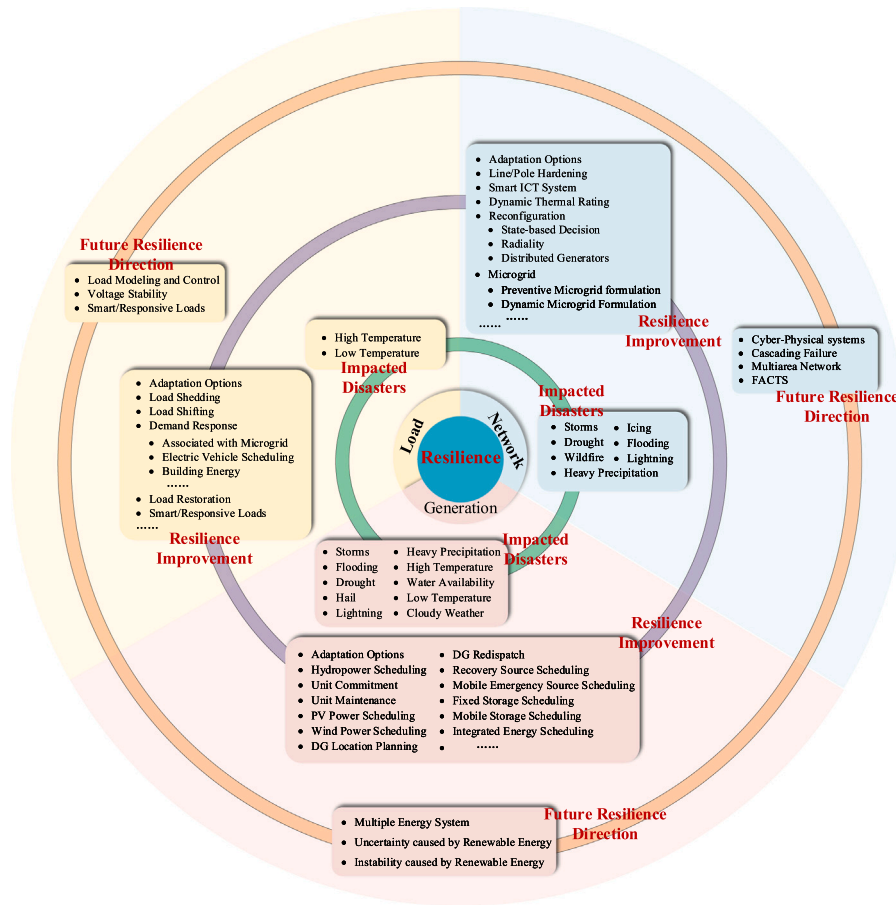 Adaptation Options
Line/Pole Hardening
Smart ICT System
Dynamic Thermal Rating
Reconfiguration
State-based Decision
Radiality
Distributed Generators
Microgrid
Preventive Microgrid formulation
Dynamic Microgrid Formulation
......
......
Resilience
Improvement
Future Resilience
Direction
Load Modeling and Control
Voltage Stability
Smart/Responsive Loads
Cyber-Physical systems
Cascading Failure
Multiarea Network
FACTS
Future Resilience
Direction
High Temperature
Low Temperature
Impacted
Disasters
Adaptation Options
Load Shedding
Load Shifting
Demand Response
Associated with Microgrid
Electric Vehicle Scheduling
Building Energy
......
Load Restoration
Smart/Responsive Loads
......
Resilience
Improvement
Load
Network
Resilience
Generation
Impacted
Disasters
Storms
Drought
Wildfire
Heavy Precipitation
Icing
Flooding
Lightning
Impacted
Disasters
Storms
Flooding
Drought
Hail
Lightning
Heavy Precipitation
High Temperature
Water Availability
Low Temperature
Cloudy Weather
Resilience
Improvement
Adaptation Options
Hydropower Scheduling
Unit Commitment
Unit Maintenance
PV Power Scheduling
Wind Power Scheduling
DG Location Planning
DG Redispatch
Recovery Source Scheduling
Mobile Emergency Source Scheduling
Fixed Storage Scheduling
Mobile Storage Scheduling
Integrated Energy Scheduling
......
Future Resilience
Direction
Multiple Energy System
Uncertainty caused by Renewable Energy
Instability caused by Renewable Energy